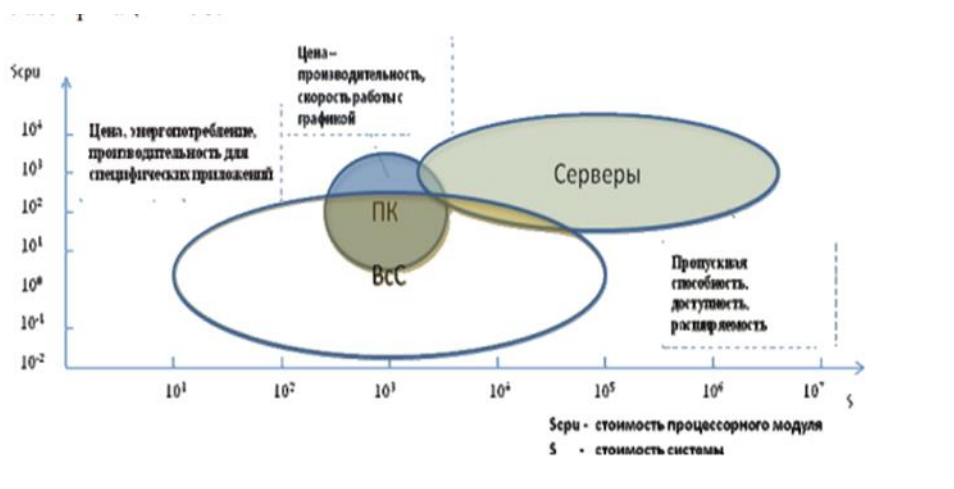 Цена–
производительность,
скорость работы с
графикой
Scpu
Цена, энергопотребление,
производительность для
специфических приложений
10⁴
10³
10²
10¹
10⁰
10⁻¹
10⁻²
Серверы
ПК
ВсС
Пропускная
способность,
доступность,
расширяемость
10¹ 10² 10³ 10⁴ 10⁵ 10⁶ 10⁷
S
Scpu - стоимость процессорного модуля
S - стоимость системы